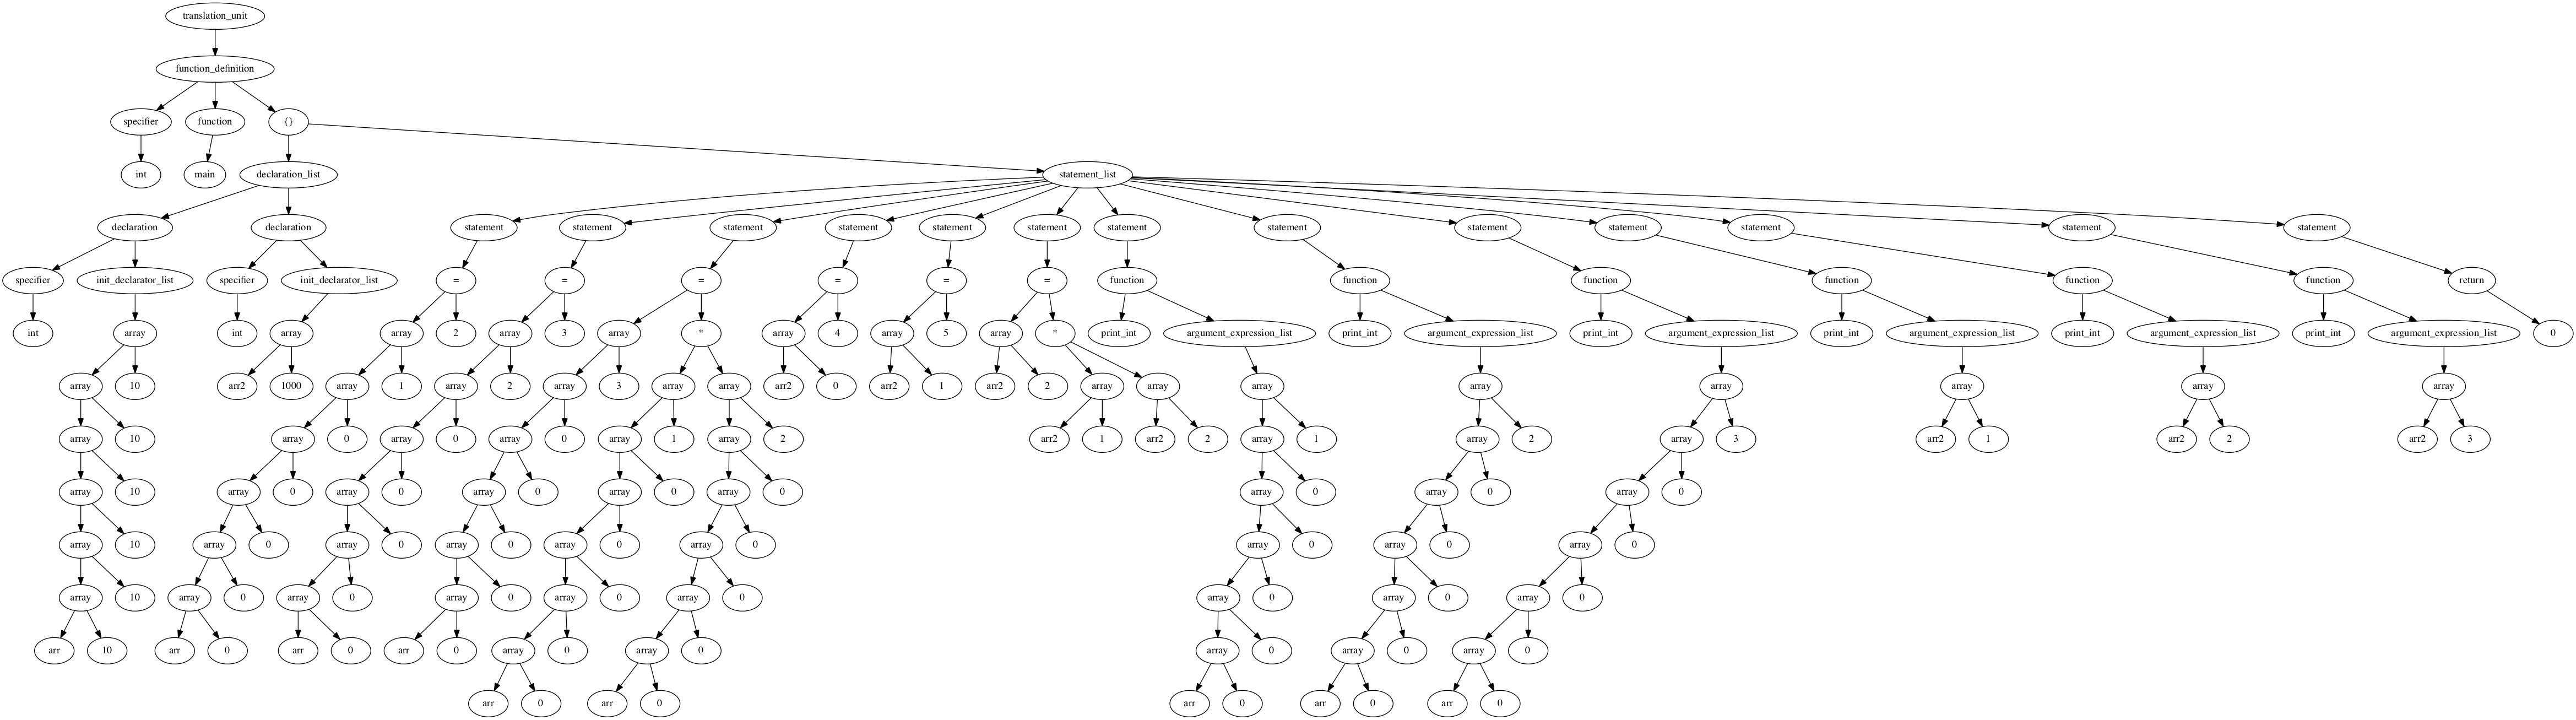 translation_unit
function_definition
specifier function {}
int main declaration_list statement_list
declaration declaration statement statement statement statement statement statement statement statement statement statement statement statement statement
specifier init_declarator_list specifier init_declarator_list = = = = = = function function function function function function return
int array int array array 2 array 3 array * array 4 array 5 array * print_int argument_expression_list print_int argument_expression_list print_int argument_expression_list print_int argument_expression_list print_int argument_expression_list print_int argument_expression_list 0
array 10 arr2 1000 array 1 array 2 array 3 array array arr2 0 arr2 1 arr2 2 array array array array array array array array
array 10 array 0 array 0 array 0 array 1 array 2 arr2 1 arr2 2 array 1 array 2 array 3 arr2 1 arr2 2 arr2 3
array 10 array 0 array 0 array 0 array 0 array 0 array 0 array 0 array 0
array 10 array 0 array 0 array 0 array 0 array 0 array 0 array 0 array 0
array 10 array 0 array 0 array 0 array 0 array 0 array 0 array 0 array 0
arr 10 arr 0 arr 0 arr 0 array 0 array 0 array 0 array 0 array 0
arr 0 arr 0 arr 0 arr 0 arr 0